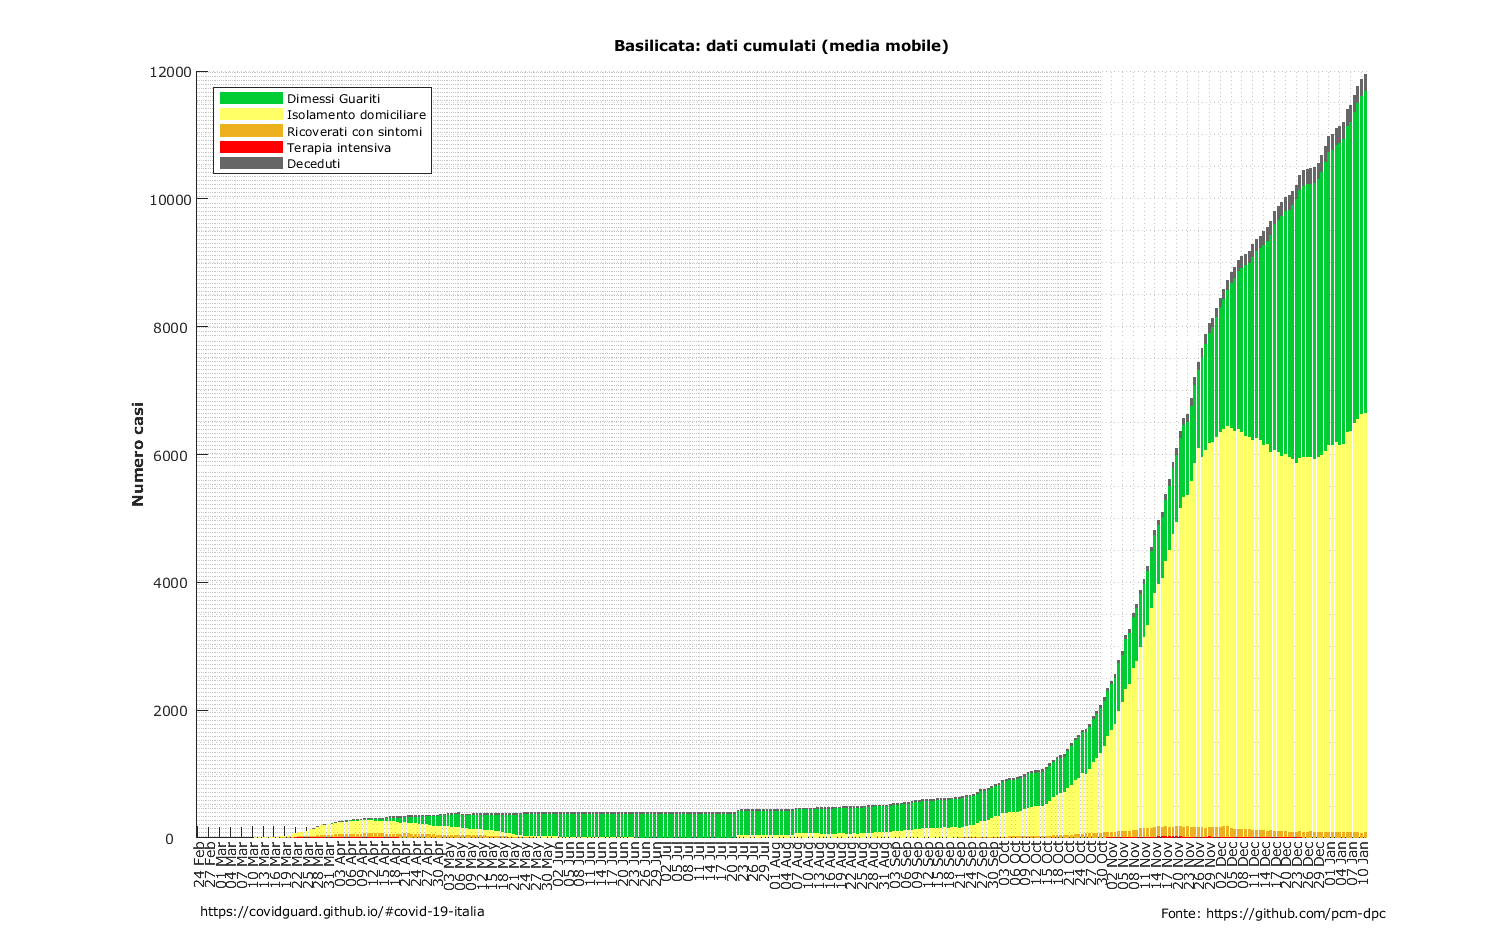 Basilicata: dati cumulati (media mobile)
12000
10000
8000
6000
4000
2000
0
Numero casi
Dimessi Guariti
Isolamento domiciliare
Ricoverati con sintomi
Terapia intensiva
Deceduti
24 Feb
27 Feb
01 Mar
04 Mar
07 Mar
10 Mar
13 Mar
16 Mar
19 Mar
22 Mar
25 Mar
28 Mar
31 Mar
03 Apr
06 Apr
09 Apr
12 Apr
15 Apr
18 Apr
21 Apr
24 Apr
27 Apr
30 Apr
03 May
06 May
09 May
12 May
15 May
18 May
21 May
24 May
27 May
30 May
02 Jun
05 Jun
08 Jun
11 Jun
14 Jun
17 Jun
20 Jun
23 Jun
26 Jun
29 Jun
02 Jul
05 Jul
08 Jul
11 Jul
14 Jul
17 Jul
20 Jul
23 Jul
26 Jul
29 Jul
01 Aug
04 Aug
07 Aug
10 Aug
13 Aug
16 Aug
19 Aug
22 Aug
25 Aug
28 Aug
31 Aug
03 Sep
06 Sep
09 Sep
12 Sep
15 Sep
18 Sep
21 Sep
24 Sep
27 Sep
30 Sep
03 Oct
06 Oct
09 Oct
12 Oct
15 Oct
18 Oct
21 Oct
24 Oct
27 Oct
30 Oct
02 Nov
05 Nov
08 Nov
11 Nov
14 Nov
17 Nov
20 Nov
23 Nov
26 Nov
29 Nov
02 Dec
05 Dec
08 Dec
11 Dec
14 Dec
17 Dec
20 Dec
23 Dec
26 Dec
29 Dec
01 Jan
04 Jan
07 Jan
10 Jan
https://covidguard.github.io/#covid-19-italia
Fonte: https://github.com/pcm-dpc